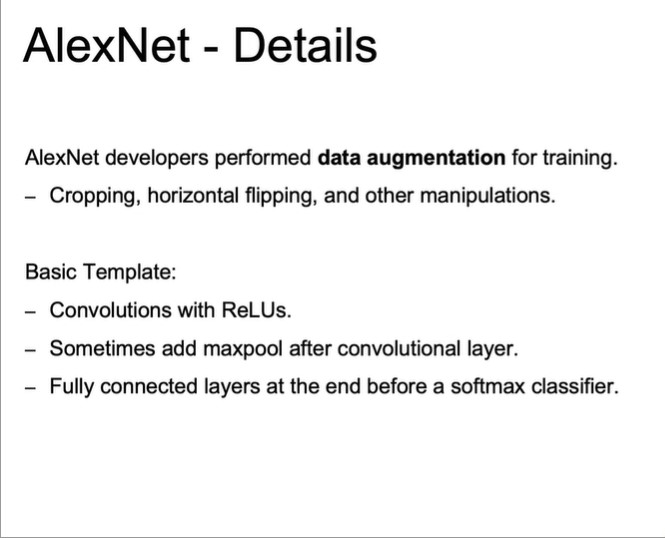 AlexNet - Details
AlexNet developers performed data augmentation for training.
– Cropping, horizontal flipping, and other manipulations.
Basic Template:
– Convolutions with ReLUs.
– Sometimes add maxpool after convolutional layer.
– Fully connected layers at the end before a softmax classifier.